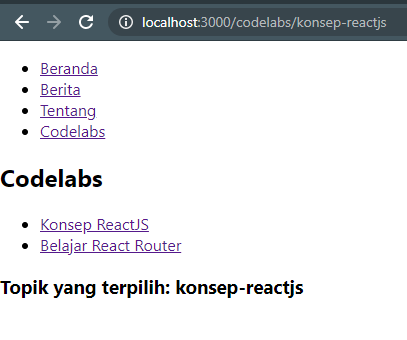 localhost:3000/codelabs/konsep-reactjs
Beranda
Berita
Tentang
Codelabs
Codelabs
Konsep ReactJS
Belajar React Router
Topik yang terpilih: konsep-reactjs